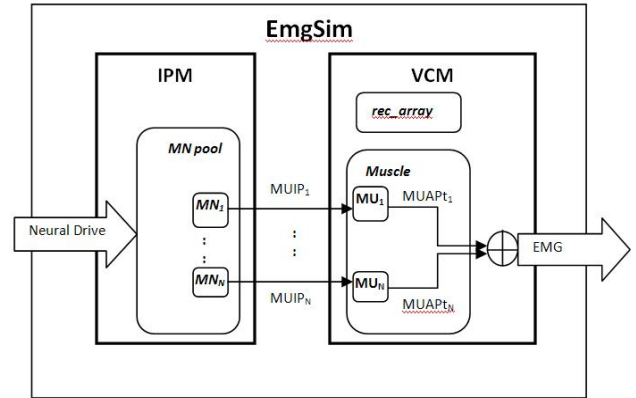 EmgSim
IPM
VCM
rec_array
MN pool
Muscle
MUIP1
MN1
MU1
MUAPt1
Neural Drive
:
:
:
:
EMG
MNN
MUN
MUIPN
MUAPtN